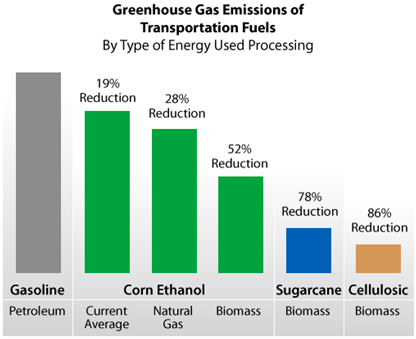 Greenhouse Gas Emissions of
Transportation Fuels
By Type of Energy Used Processing
19%
Reduction
28%
Reduction
52%
Reduction
78%
Reduction
86%
Reduction
Gasoline
Corn Ethanol
Sugarcane
Cellulosic
Petroleum
Current
Average
Natural
Gas
Biomass
Biomass
Biomass